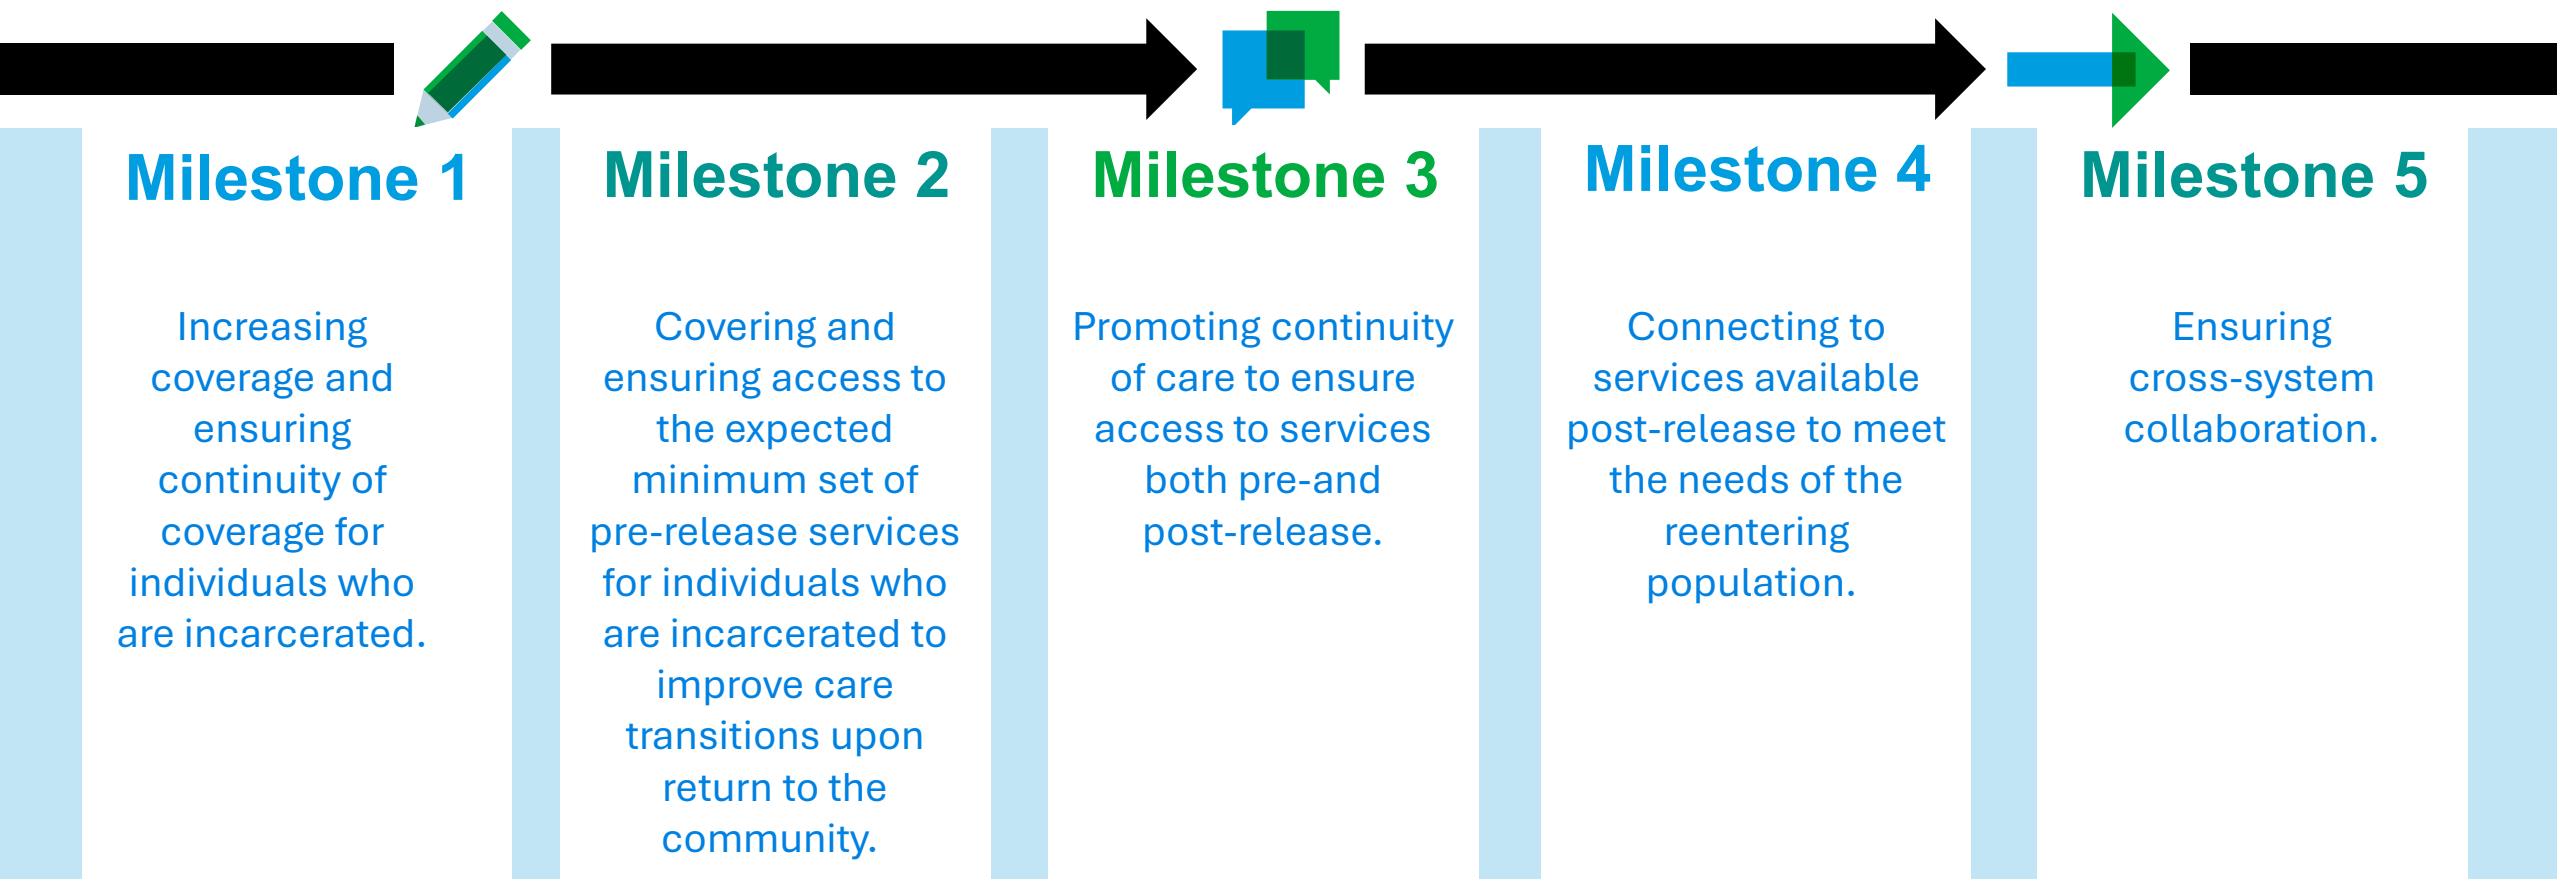 Milestone 1
Increasing
coverage and
ensuring
continuity of
coverage for
individuals who
are incarcerated.
Milestone 2
Covering and
ensuring access to
the expected
minimum set of
pre-release services
for individuals who
are incarcerated to
improve care
transitions upon
return to the
community.
Milestone 3
Promoting continuity
of care to ensure
access to services
both pre-and
post-release.
Milestone 4
Connecting to
services available
post-release to meet
the needs of the
reentering
population.
Milestone 5
Ensuring
cross-system
collaboration.